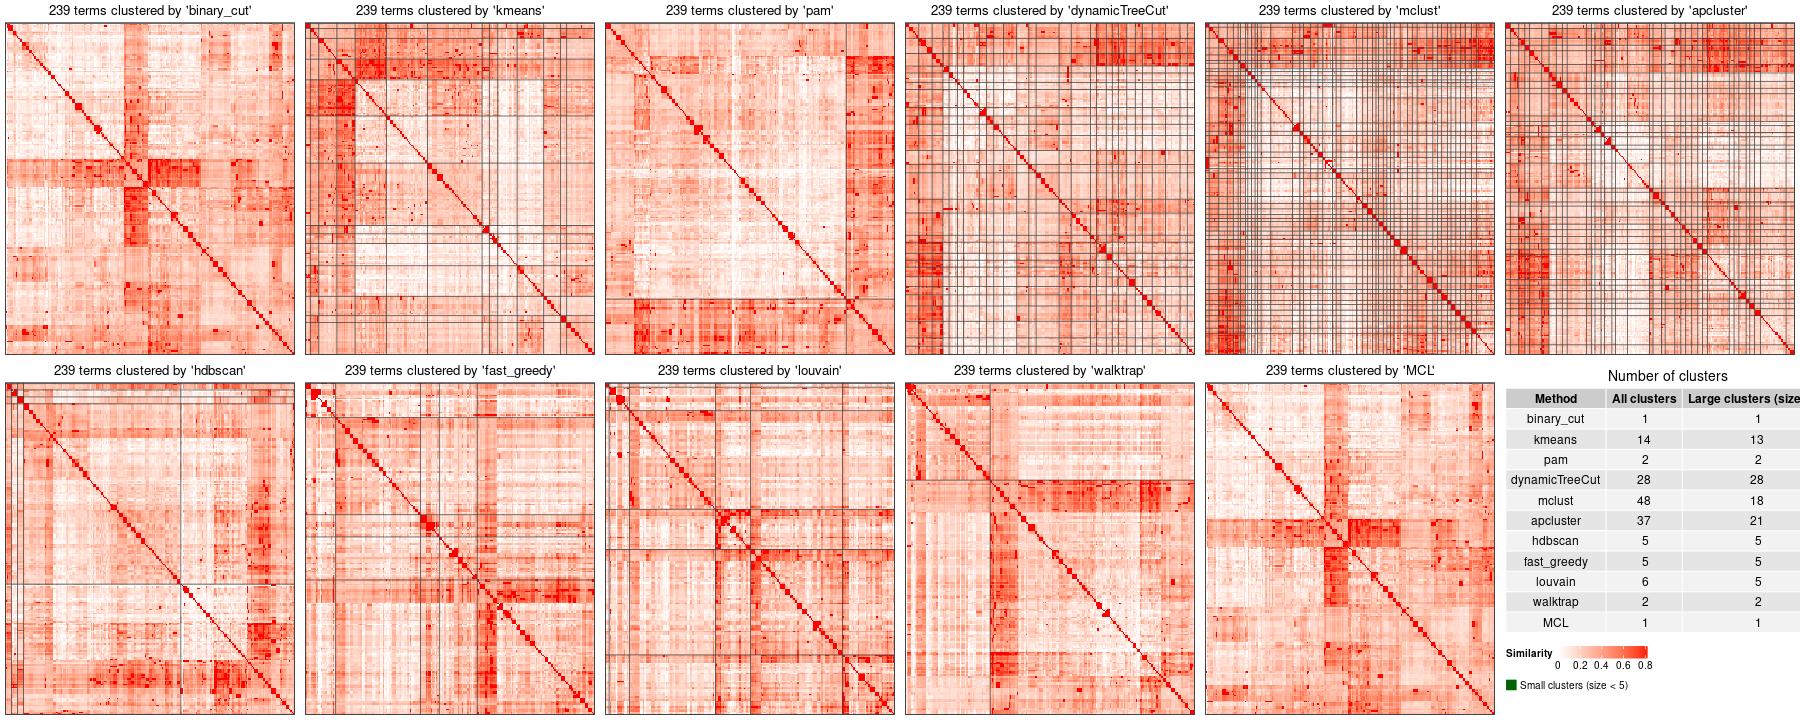 239 terms clustered by 'binary_cut'
239 terms clustered by 'kmeans'
239 terms clustered by 'pam'
239 terms clustered by 'dynamicTreeCut'
239 terms clustered by 'mclust'
239 terms clustered by 'apcluster'
239 terms clustered by 'hdbscan'
239 terms clustered by 'fast_greedy'
239 terms clustered by 'louvain'
239 terms clustered by 'walktrap'
239 terms clustered by 'MCL'
Number of clusters
Method All clusters Large clusters (size
binary_cut 1 1
kmeans 14 13
pam 2 2
dynamicTreeCut 28 28
mclust 48 18
apcluster 37 21
hdbscan 5 5
fast_greedy 5 5
louvain 6 5
walktrap 2 2
MCL 1 1
Similarity
0 0.2 0.4 0.6 0.8
Small clusters (size < 5)